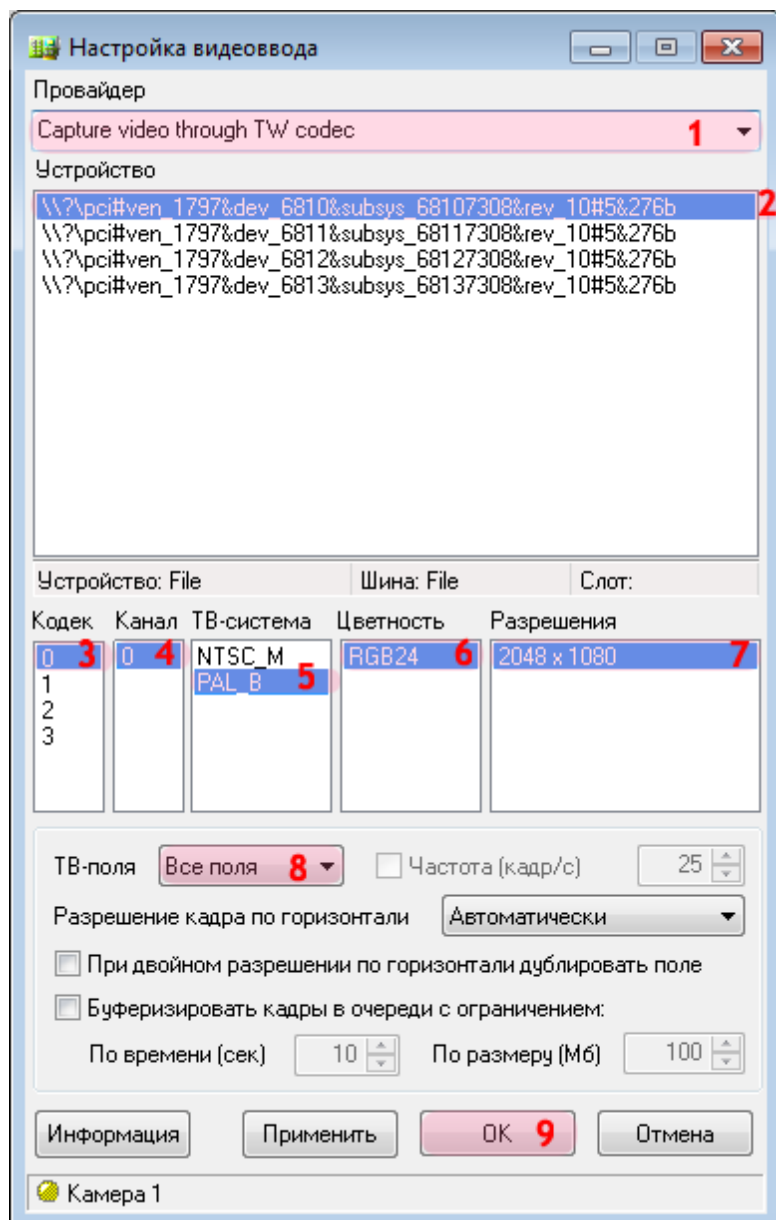 Настройка видеоввода
Провайдер
Capture video through TW codec 1
Устройство
\\?\pci#ven_1797&dev_6810&subsys_68107308&rev_10#5&276b 2
\\?\pci#ven_1797&dev_6811&subsys_68117308&rev_10#5&276b
\\?\pci#ven_1797&dev_6812&subsys_68127308&rev_10#5&276b
\\?\pci#ven_1797&dev_6813&subsys_68137308&rev_10#5&276b
Устройство: File Шина: File Слот:
Кодек Канал ТВ-система Цветность Разрешения
0 3 0 4 NTSC_M RGB24 6 2048 x 1080 7
1 PAL_B 5
2
3
ТВ-поля Все поля 8 Частота (кадр/с) 25
Разрешение кадра по горизонтали Автоматически
При двойном разрешении по горизонтали дублировать поле
Буферизировать кадры в очереди с ограничением:
По времени (сек) 10 По размеру (Мб) 100
Информация Применить OK 9 Отмена
Камера 1